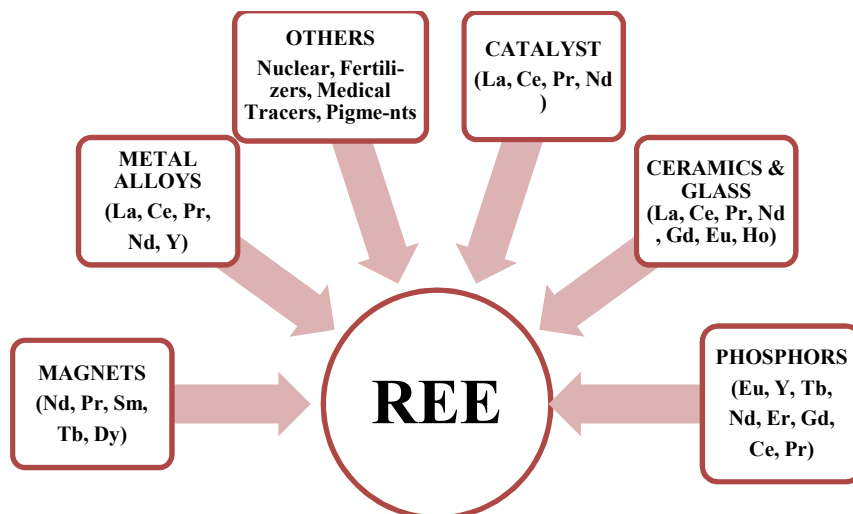 OTHERS
Nuclear, Fertili-
zers, Medical
Tracers, Pigme-nts
CATALYST
(La, Ce, Pr, Nd
)
METAL
ALLOYS
(La, Ce, Pr,
Nd, Y)
CERAMICS &
GLASS
(La, Ce, Pr, Nd
, Gd, Eu, Ho)
MAGNETS
(Nd, Pr, Sm,
Tb, Dy)
REE
PHOSPHORS
(Eu, Y, Tb,
Nd, Er, Gd,
Ce, Pr)